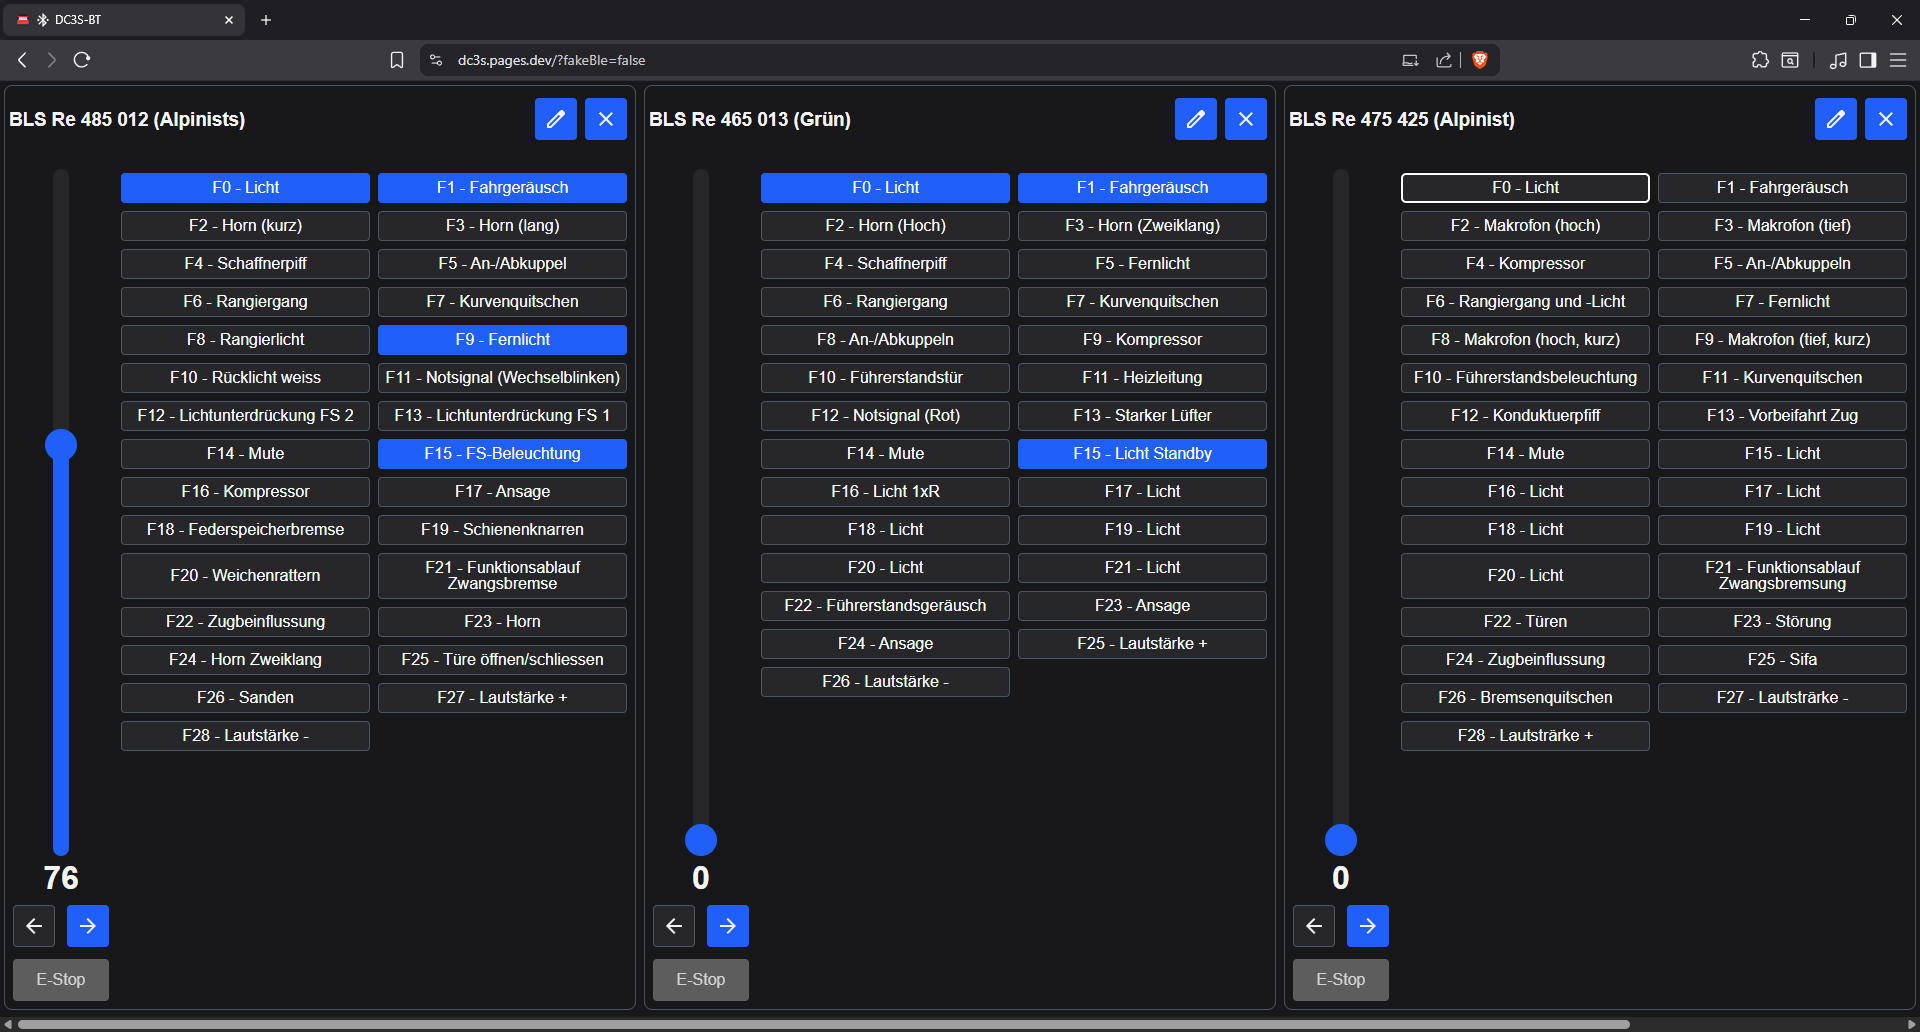 DC3S-BT
dc3s.pages.dev/?fakeBle=false
BLS Re 485 012 (Alpinists)
F0 - Licht
F1 - Fahrgeräusch
F2 - Horn (kurz)
F3 - Horn (lang)
F4 - Schaffnerpiff
F5 - An-/Abkuppel
F6 - Rangiergang
F7 - Kurvenquitschen
F8 - Rangierlicht
F9 - Fernlicht
F10 - Rücklicht weiss
F11 - Notsignal (Wechselblinken)
F12 - Lichtunterdrückung FS 2
F13 - Lichtunterdrückung FS 1
F14 - Mute
F15 - FS-Beleuchtung
F16 - Kompressor
F17 - Ansage
F18 - Federspeicherbremse
F19 - Schienenknarren
F20 - Weichenrattern
F21 - Funktionsablauf
Zwangsbremse
F22 - Zugbeinflussung
F23 - Horn
F24 - Horn Zweiklang
F25 - Türe öffnen/schliessen
F26 - Sanden
F27 - Lautstärke +
F28 - Lautstärke -
76
E-Stop
BLS Re 465 013 (Grün)
F0 - Licht
F1 - Fahrgeräusch
F2 - Horn (Hoch)
F3 - Horn (Zweiklang)
F4 - Schaffnerpiff
F5 - Fernlicht
F6 - Rangiergang
F7 - Kurvenquitschen
F8 - An-/Abkuppeln
F9 - Kompressor
F10 - Führerstandstür
F11 - Heizleitung
F12 - Notsignal (Rot)
F13 - Starker Lüfter
F14 - Mute
F15 - Licht Standby
F16 - Licht 1xR
F17 - Licht
F18 - Licht
F19 - Licht
F20 - Licht
F21 - Licht
F22 - Führerstandsgeräusch
F23 - Ansage
F24 - Ansage
F25 - Lautstärke +
F26 - Lautstärke -
0
E-Stop
BLS Re 475 425 (Alpinist)
F0 - Licht
F1 - Fahrgeräusch
F2 - Makrofon (hoch)
F3 - Makrofon (tief)
F4 - Kompressor
F5 - An-/Abkuppeln
F6 - Rangiergang und -Licht
F7 - Fernlicht
F8 - Makrofon (hoch, kurz)
F9 - Makrofon (tief, kurz)
F10 - Führerstandsbeleuchtung
F11 - Kurvenquitschen
F12 - Konduktuerpfiff
F13 - Vorbeifahrt Zug
F14 - Mute
F15 - Licht
F16 - Licht
F17 - Licht
F18 - Licht
F19 - Licht
F20 - Licht
F21 - Funktionsablauf
Zwangsbremsung
F22 - Türen
F23 - Störung
F24 - Zugbeinflussung
F25 - Sifa
F26 - Bremsenquitschen
F27 - Lautsträrke -
F28 - Lautsträrke +
0
E-Stop